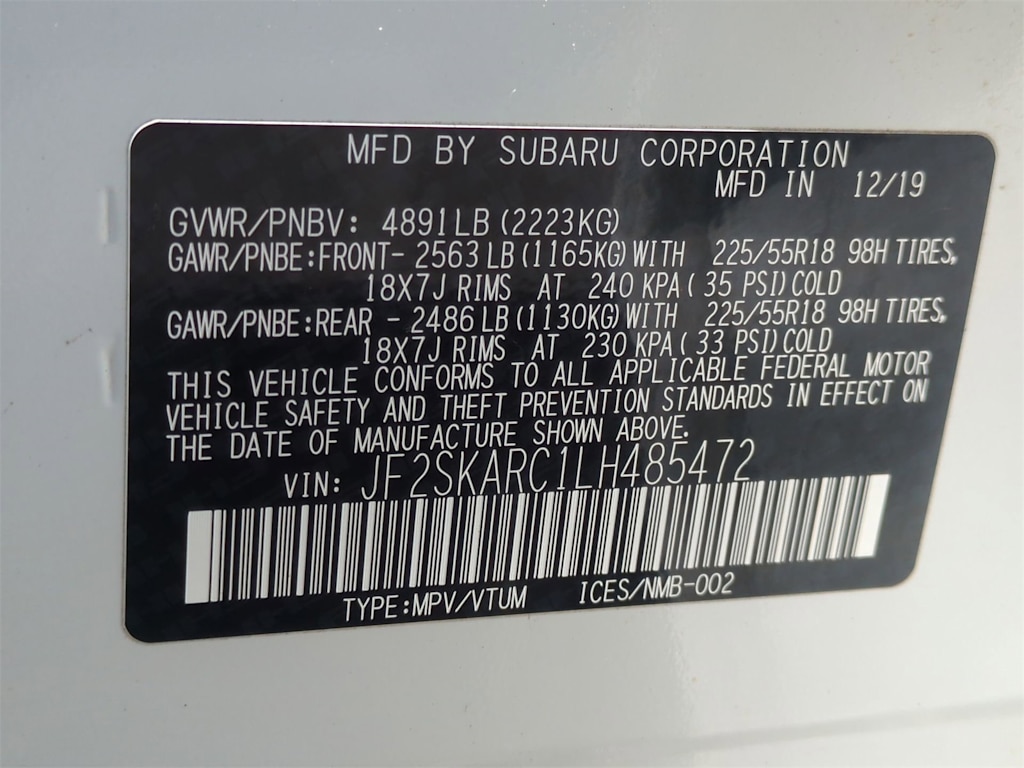 MFD BY SUBARU CORPORATION
MFD IN 12/19
GVWR/PNBV: 4891LB (2223KG)
GAWR/PNBE:FRONT- 2563 LB (1165KG) WITH 225/55R18 98H TIRES,
18X7J RIMS AT 240 KPA ( 35 PSI) COLD
GAWR/PNBE:REAR - 2486 LB (1130KG) WITH 225/55R18 98H TIRES,
18X7J RIMS AT 230 KPA ( 33 PSI) COLD
THIS VEHICLE CONFORMS TO ALL APPLICABLE FEDERAL MOTOR
VEHICLE SAFETY AND THEFT PREVENTION STANDARDS IN EFFECT ON
THE DATE OF MANUFACTURE SHOWN ABOVE.
VIN: JF2SKARC1LH485472
TYPE:MPV/VTUM ICES/NMB-002